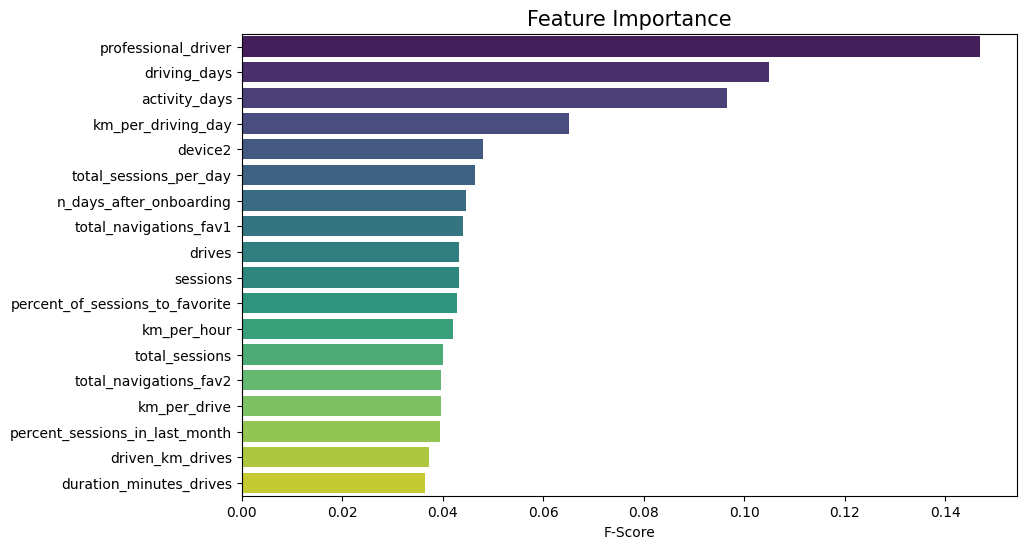 Feature Importance
professional_driver
driving_days
activity_days
km_per_driving_day
device2
total_sessions_per_day
n_days_after_onboarding
total_navigations_fav1
drives
sessions
percent_of_sessions_to_favorite
km_per_hour
total_sessions
total_navigations_fav2
km_per_drive
percent_sessions_in_last_month
driven_km_drives
duration_minutes_drives
0.00 0.02 0.04 0.06 0.08 0.10 0.12 0.14
F-Score